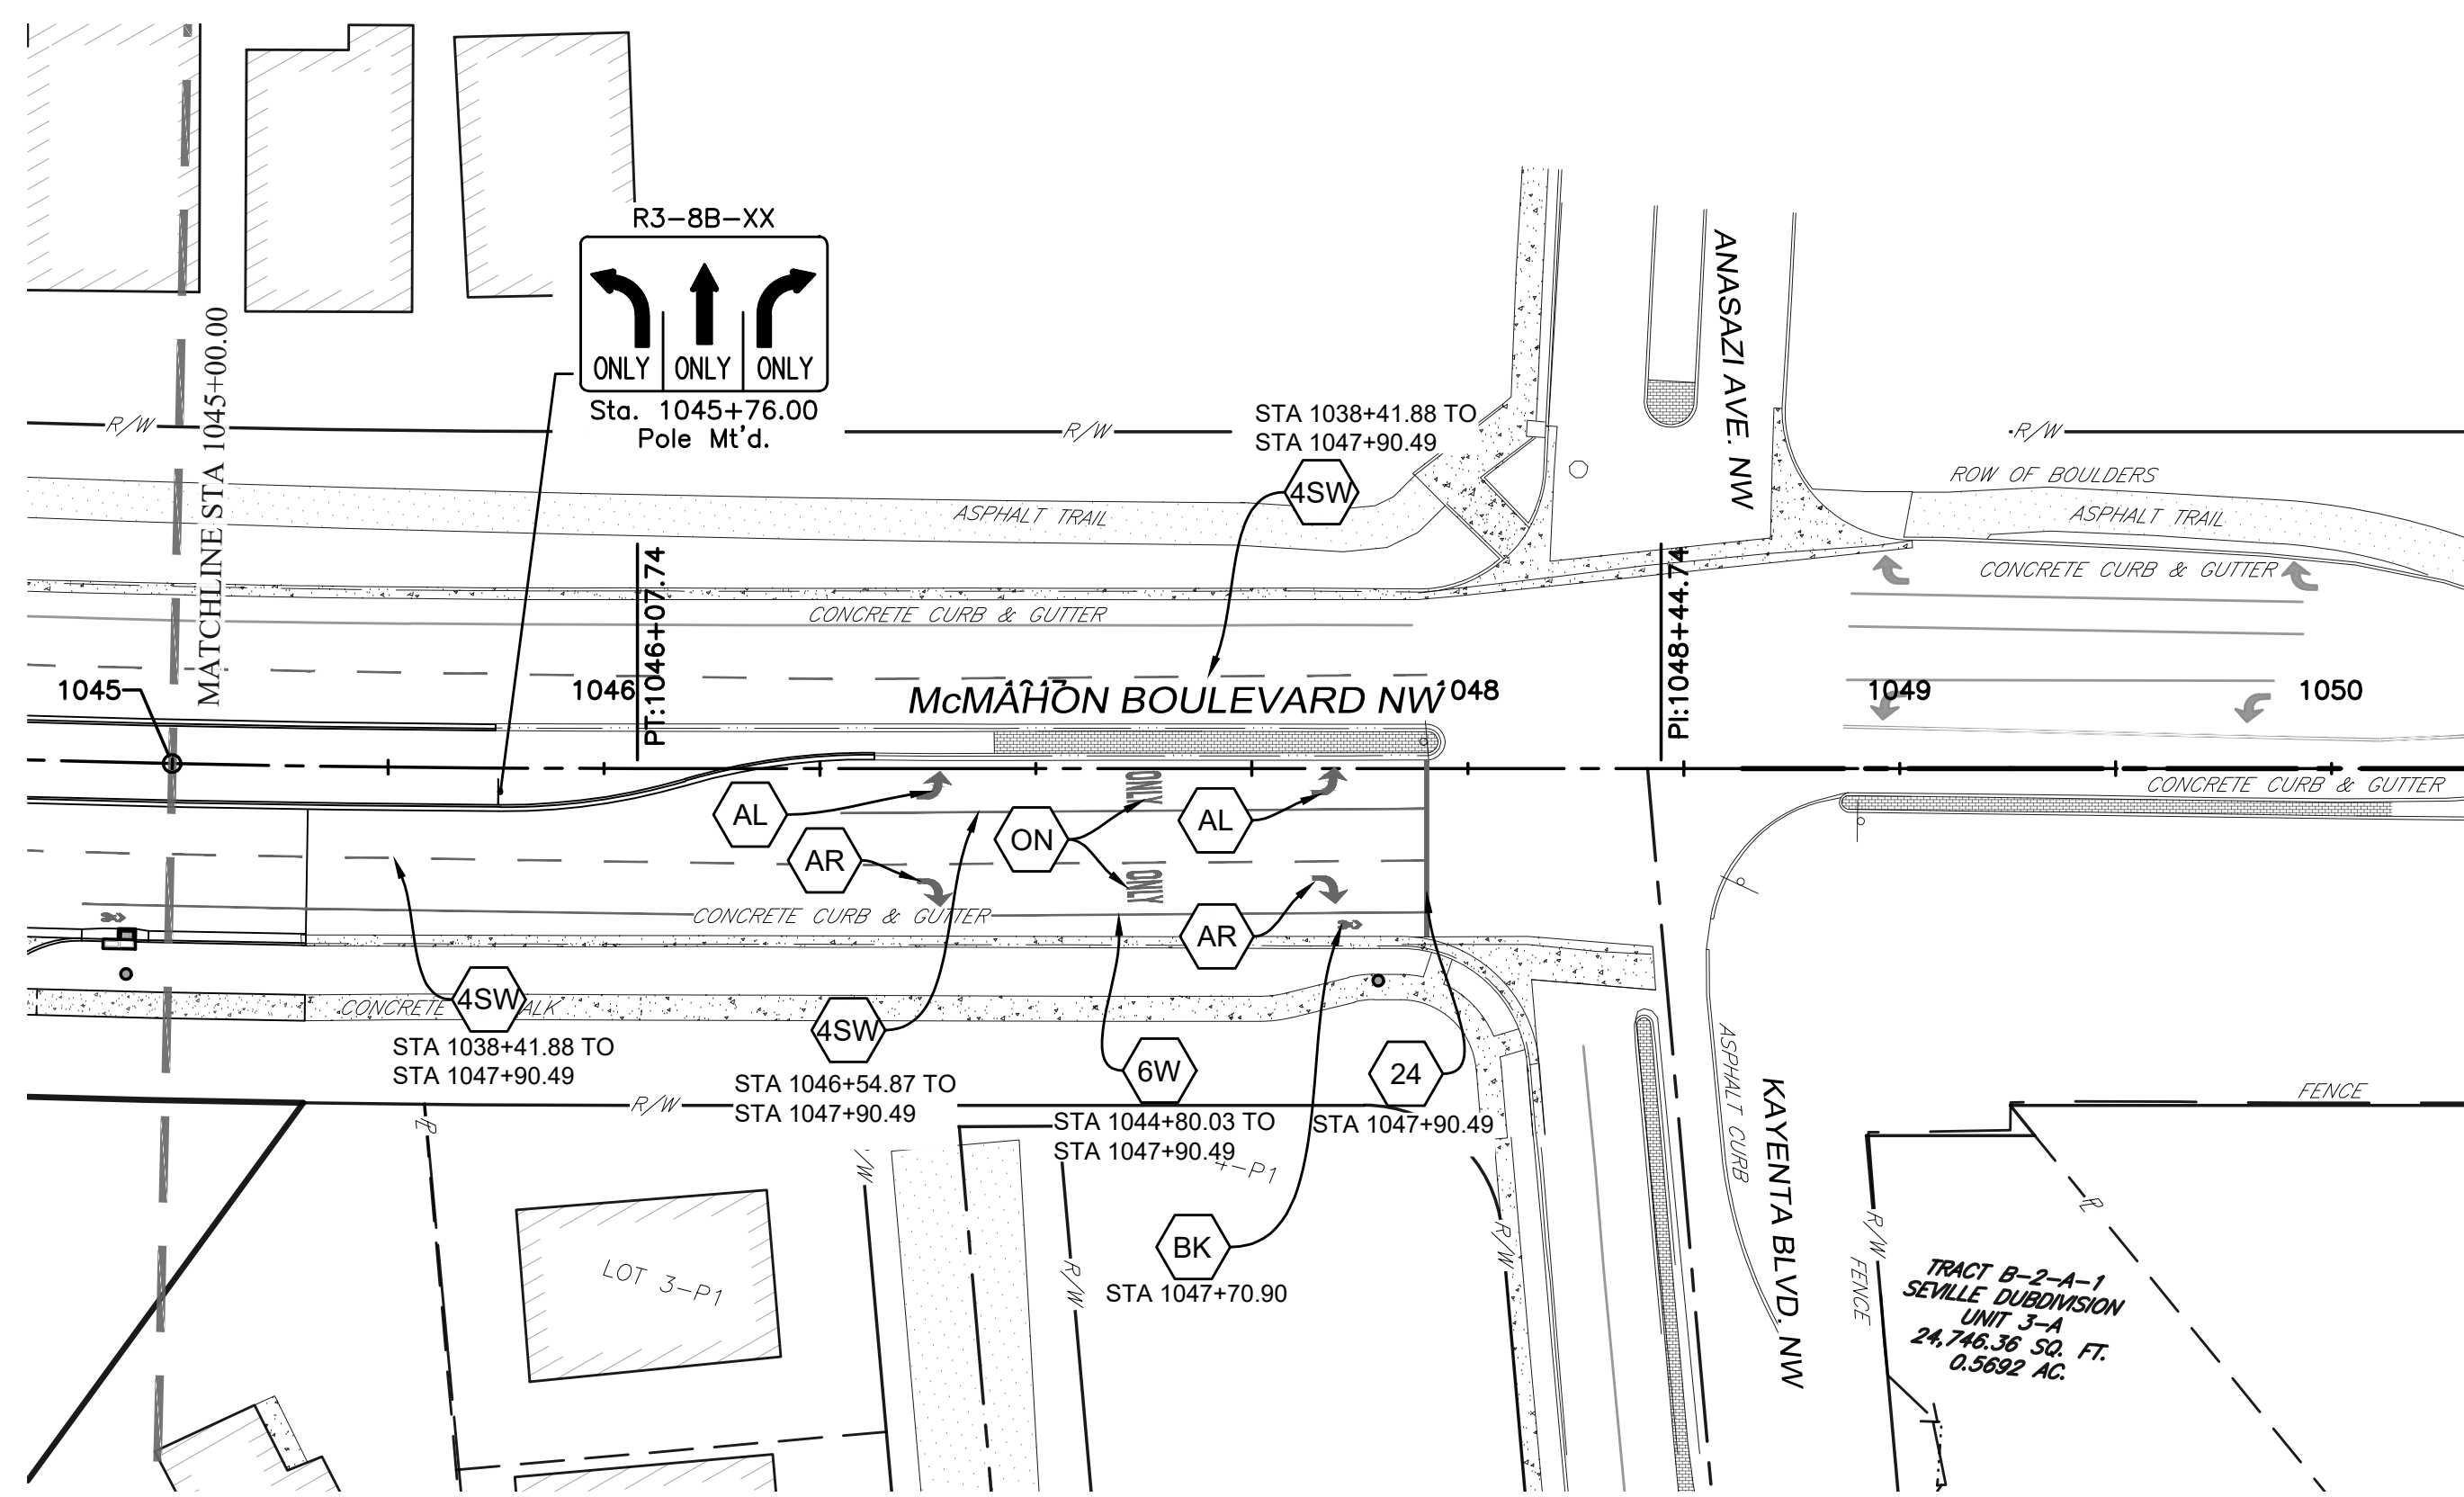 R3-8B-XX
ONLY ONLY ONLY
Sta. 1045+76.00
Pole Mt'd.
MATCHLINE STA 1045+00.00
R/W
R/W
STA 1038+41.88 TO
STA 1047+90.49
4SW
ANASAZI AVE. NW
R/W
ROW OF BOULDERS
ASPHALT TRAIL
ASPHALT TRAIL
CONCRETE CURB & GUTTER
CONCRETE CURB & GUTTER
PT:1046+07.74
PI:1048+44.74
1045
1046
1047
1048
1049
1050
McMAHON BOULEVARD NW
CONCRETE CURB & GUTTER
AL
ONLY
AL
ON
AR
ONLY
CONCRETE CURB & GUTTER
AR
4SW
CONCRETE
ALK
STA 1038+41.88 TO
STA 1047+90.49
4SW
STA 1046+54.87 TO
STA 1047+90.49
6W
STA 1044+80.03 TO
STA 1047+90.49
24
STA 1047+90.49
R/W
PL
ASPHALT CURB
KAYENTA BLVD. NW
FENCE
4-P1
/W
R/W
R/W
BK
STA 1047+70.90
LOT 3-P1
R/W
FENCE
PL
TRACT B-2-A-1
SEVILLE DUBDIVISION
UNIT 3-A
24,746.36 SQ. FT.
0.5692 AC.